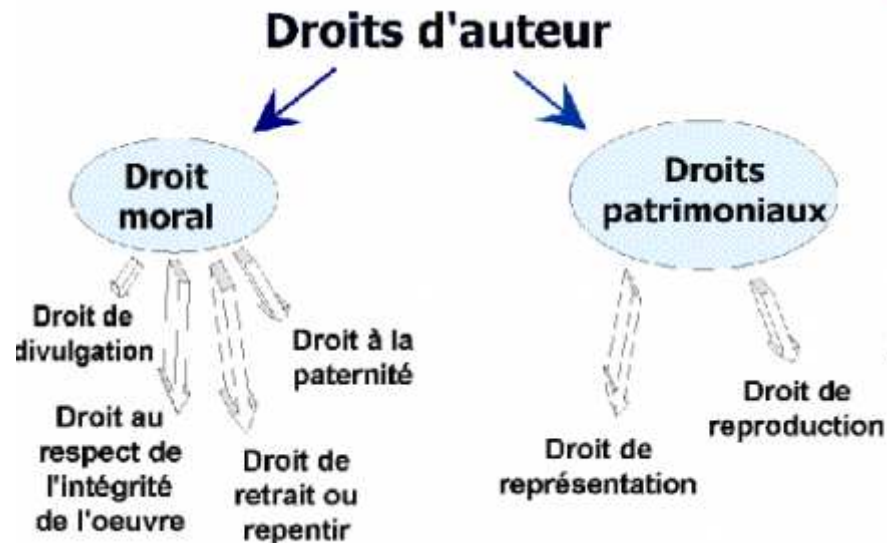 Droits d'auteur
Droit
moral
Droits
patrimoniaux
Droit de
divulgation
Droit au
respect de
l'intégrité
de l'oeuvre
Droit de
retrait ou
repentir
Droit à la
paternité
Droit de
représentation
Droit de
reproduction